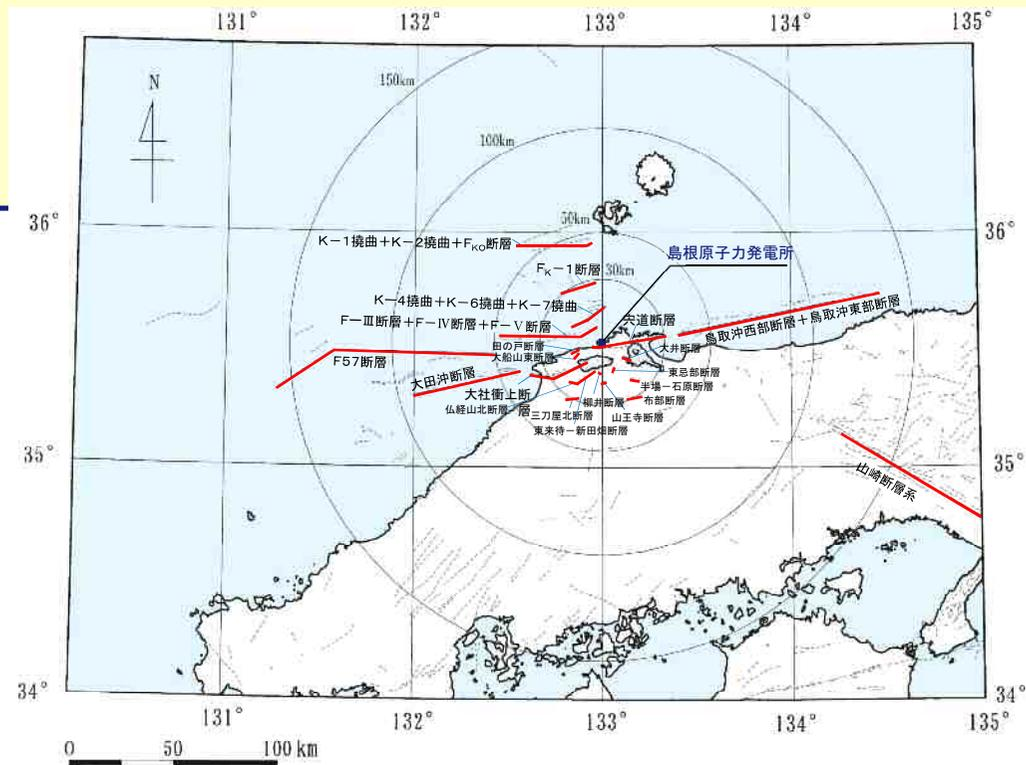 131° 132° 133° 134° 135°
N
150km
100km
50km
30km
36° 36°
K－1撓曲＋K－2撓曲＋FKO断層
島根原子力発電所
FK－1断層
K－4撓曲＋K－6撓曲＋K－7撓曲
宍道断層
F－Ⅲ断層＋F－Ⅳ断層＋F－Ⅴ断層
鳥取沖西部断層＋鳥取沖東部断層
田の戸断層
大井断層
大船山東断層
F57断層
東忌部断層
大田沖断層
半場－石原断層
大社衝上断層
布部断層
仏経山北断層
柳井断層
三刀屋北断層
山王寺断層
東来待－新田畑断層
35° 35°
山崎断層系
34° 34°
131° 132° 133° 134° 135°
0 50 100 km